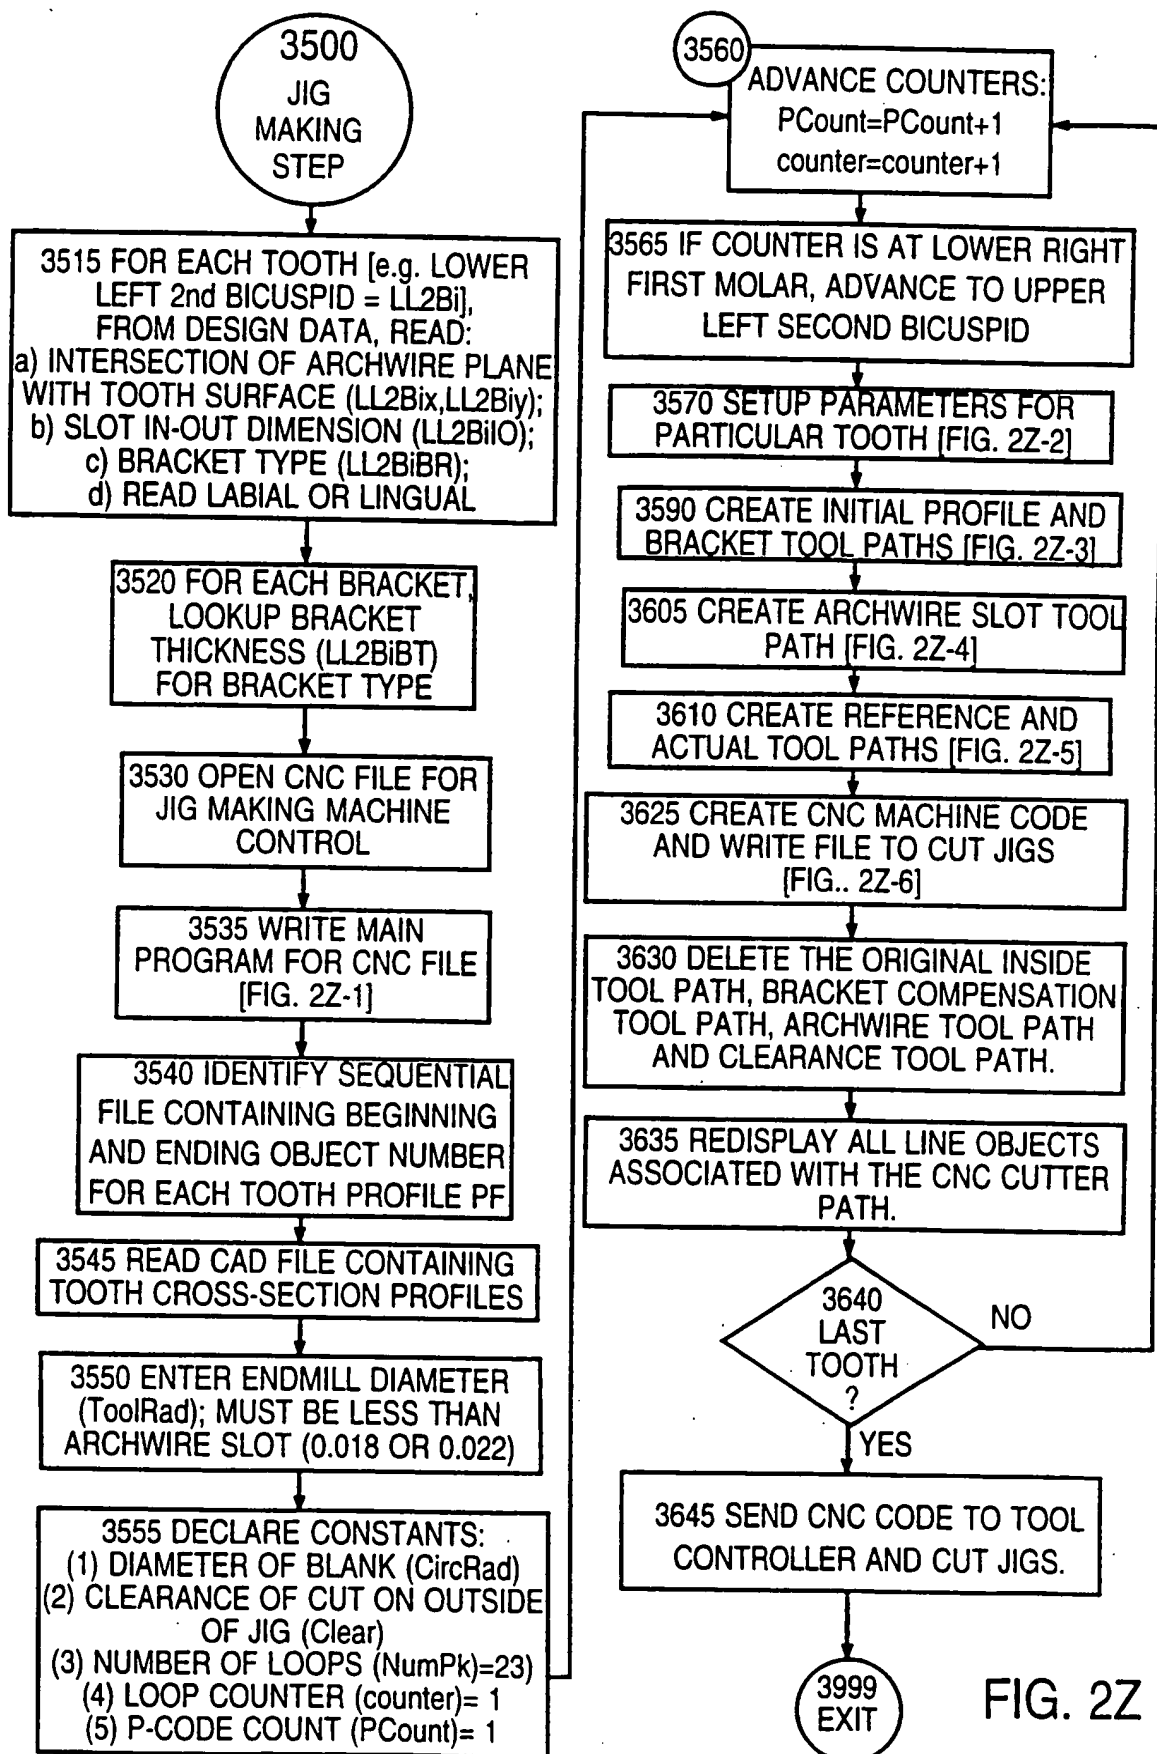 3500
JIG
MAKING
STEP
3515 FOR EACH TOOTH [e.g. LOWER
LEFT 2nd BICUSPID = LL2Bi],
FROM DESIGN DATA, READ:
a) INTERSECTION OF ARCHWIRE PLANE
WITH TOOTH SURFACE (LL2Bix,LL2Biy);
b) SLOT IN-OUT DIMENSION (LL2BiIO);
c) BRACKET TYPE (LL2BiBR);
d) READ LABIAL OR LINGUAL
3520 FOR EACH BRACKET,
LOOKUP BRACKET
THICKNESS (LL2BiBT)
FOR BRACKET TYPE
3530 OPEN CNC FILE FOR
JIG MAKING MACHINE
CONTROL
3535 WRITE MAIN
PROGRAM FOR CNC FILE
[FIG. 2Z-1]
3540 IDENTIFY SEQUENTIAL
FILE CONTAINING BEGINNING
AND ENDING OBJECT NUMBER
FOR EACH TOOTH PROFILE PF
3545 READ CAD FILE CONTAINING
TOOTH CROSS-SECTION PROFILES
3550 ENTER ENDMILL DIAMETER
(ToolRad); MUST BE LESS THAN
ARCHWIRE SLOT (0.018 OR 0.022)
3555 DECLARE CONSTANTS:
(1) DIAMETER OF BLANK (CircRad)
(2) CLEARANCE OF CUT ON OUTSIDE
OF JIG (Clear)
(3) NUMBER OF LOOPS (NumPk)=23)
(4) LOOP COUNTER (counter)= 1
(5) P-CODE COUNT (PCount)= 1
3560
ADVANCE COUNTERS:
PCount=PCount+1
counter=counter+1
3565 IF COUNTER IS AT LOWER RIGHT
FIRST MOLAR, ADVANCE TO UPPER
LEFT SECOND BICUSPID
3570 SETUP PARAMETERS FOR
PARTICULAR TOOTH [FIG. 2Z-2]
3590 CREATE INITIAL PROFILE AND
BRACKET TOOL PATHS [FIG. 2Z-3]
3605 CREATE ARCHWIRE SLOT TOOL
PATH [FIG. 2Z-4]
3610 CREATE REFERENCE AND
ACTUAL TOOL PATHS [FIG. 2Z-5]
3625 CREATE CNC MACHINE CODE
AND WRITE FILE TO CUT JIGS
[FIG.. 2Z-6]
3630 DELETE THE ORIGINAL INSIDE
TOOL PATH, BRACKET COMPENSATION
TOOL PATH, ARCHWIRE TOOL PATH
AND CLEARANCE TOOL PATH.
3635 REDISPLAY ALL LINE OBJECTS
ASSOCIATED WITH THE CNC CUTTER
PATH.
3640
LAST
TOOTH
?
NO
YES
3645 SEND CNC CODE TO TOOL
CONTROLLER AND CUT JIGS.
3999
EXIT
FIG. 2Z